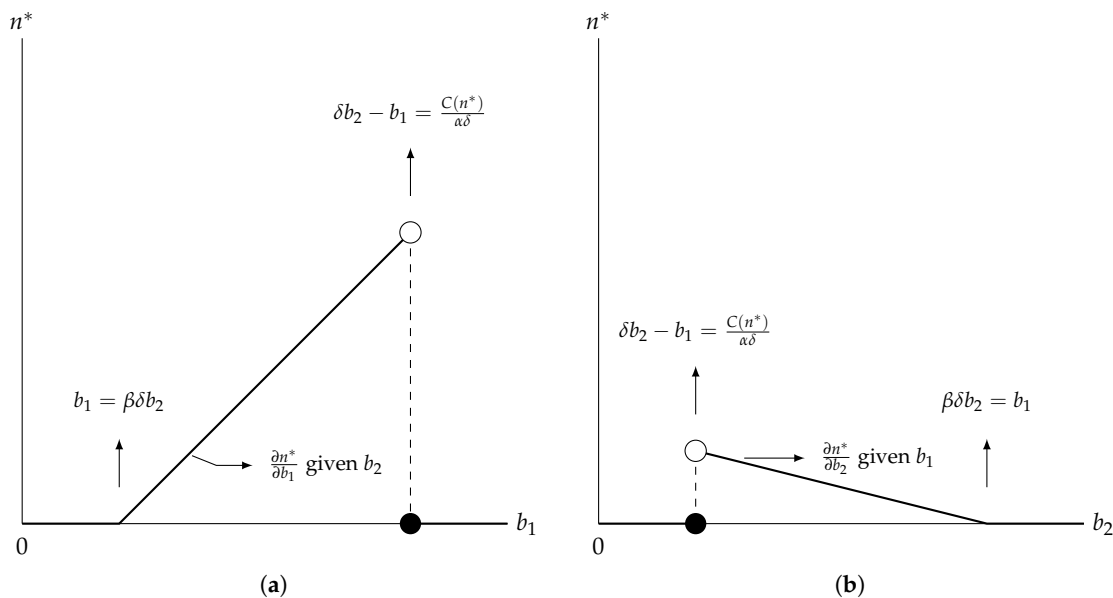 n*
δb₂ − b₁ = C(n*)/αδ
b₁ = βδb₂
∂n*/∂b₁ given b₂
b₁
0
(a)
n*
δb₂ − b₁ = C(n*)/αδ
βδb₂ = b₁
∂n*/∂b₂ given b₁
b₂
0
(b)